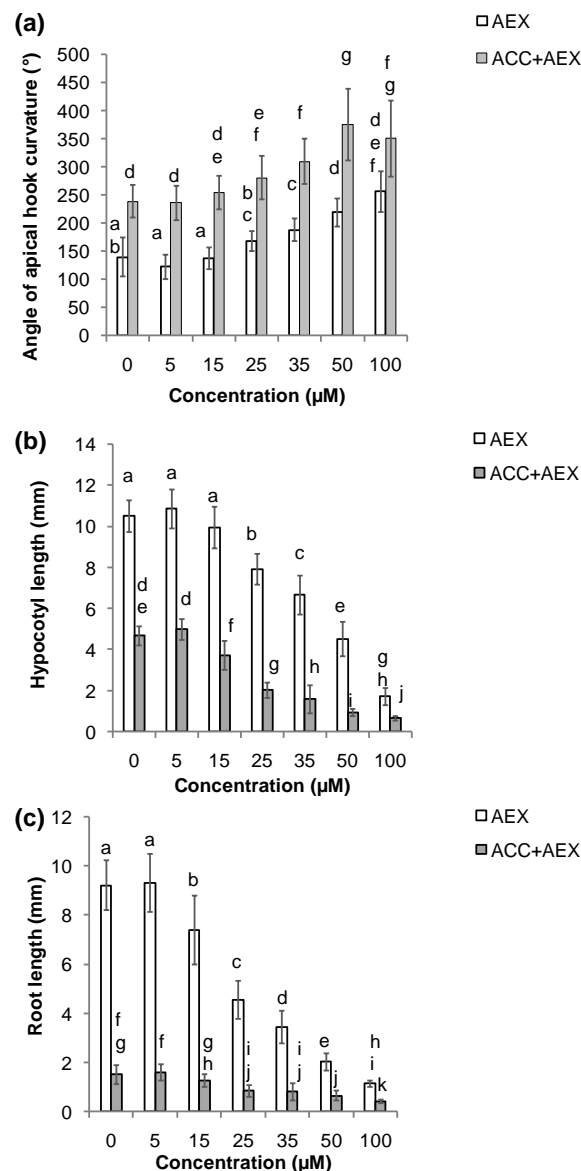 (a)
AEX
ACC+AEX
Angle of apical hook curvature (°)
500
450
400
350
300
250
200
150
100
50
0
a
b
d
a
d
a
d
e
b
c
e
f
c
f
d
g
d
e
f
f
g
0 5 15 25 35 50 100
Concentration (µM)
(b)
AEX
ACC+AEX
Hypocotyl length (mm)
14
12
10
8
6
4
2
0
a
d
e
a
d
a
f
b
g
c
h
e
i
g
h
j
0 5 15 25 35 50 100
Concentration (µM)
(c)
AEX
ACC+AEX
Root length (mm)
12
10
8
6
4
2
0
a
f
g
a
f
b
g
h
c
i
j
d
i
j
e
j
h
i
k
0 5 15 25 35 50 100
Concentration (µM)